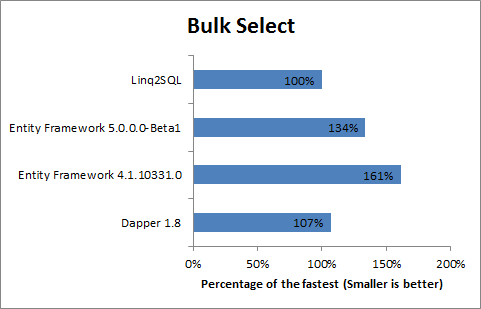 Bulk Select
Linq2SQL
100%
Entity Framework 5.0.0.0-Beta1
134%
Entity Framework 4.1.10331.0
161%
Dapper 1.8
107%
0% 50% 100% 150% 200%
Percentage of the fastest (Smaller is better)